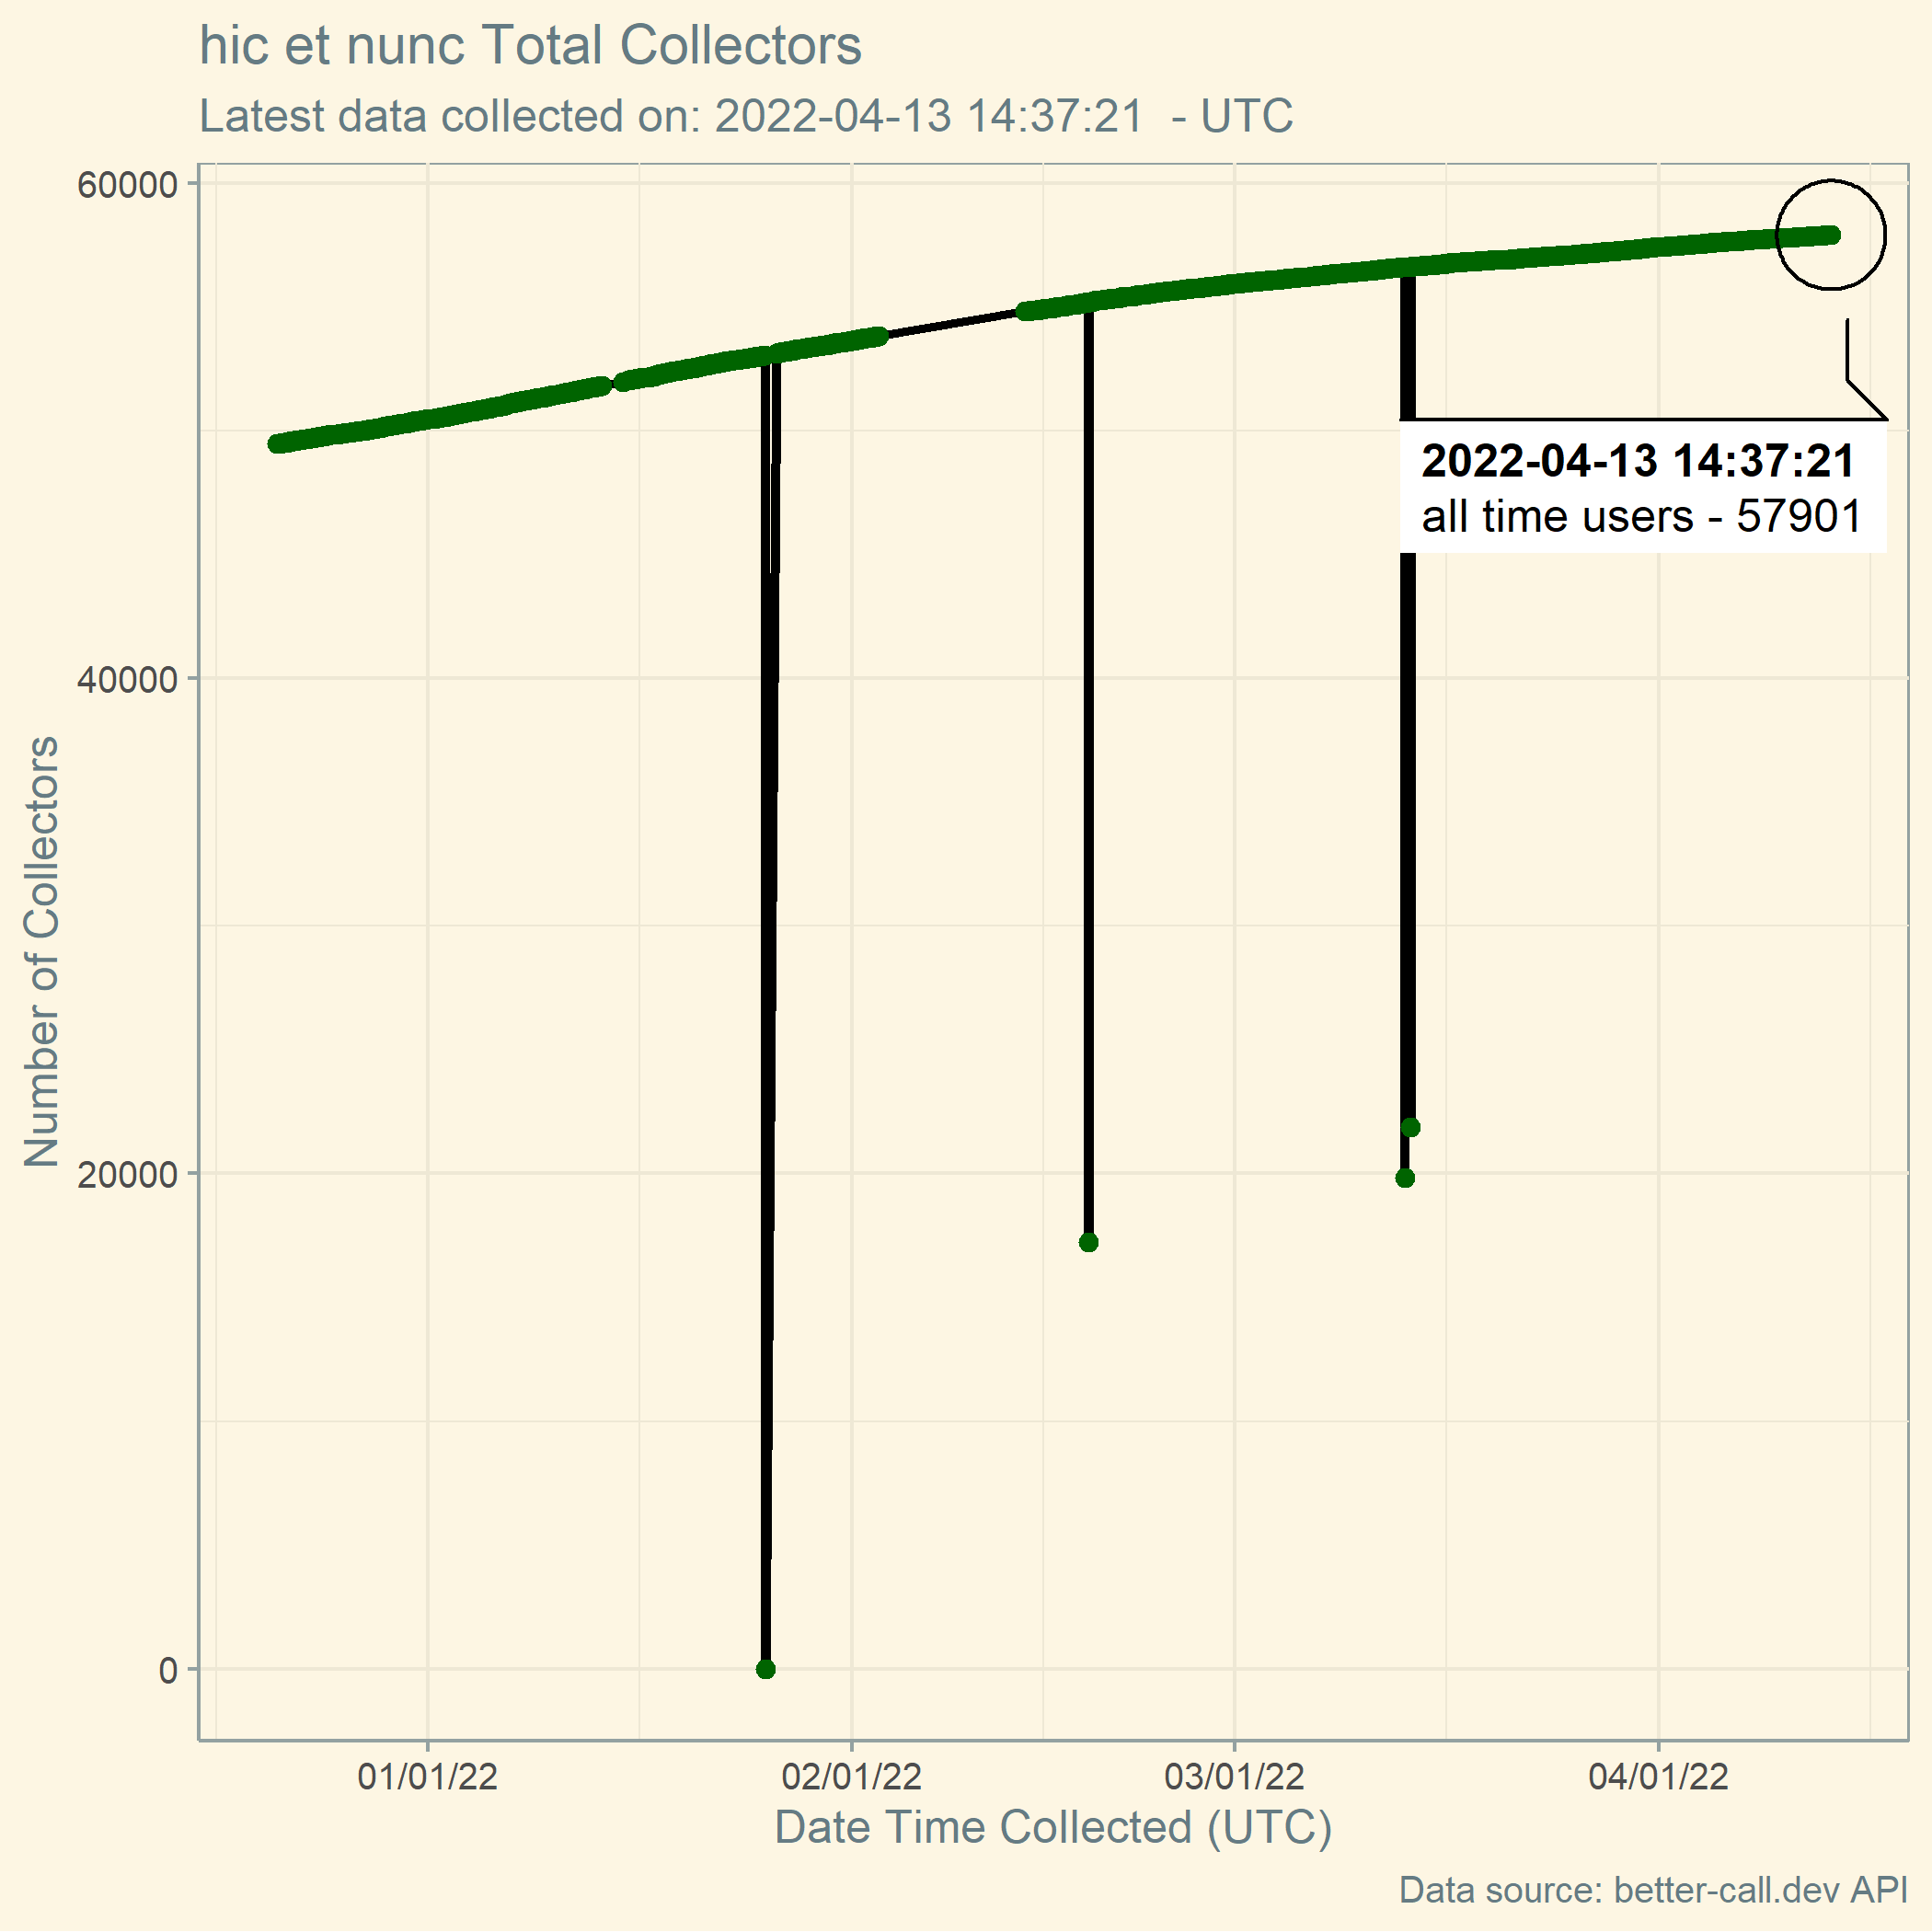 hic et nunc Total Collectors
Latest data collected on: 2022-04-13 14:37:21  - UTC
60000
40000
20000
0
Number of Collectors
2022-04-13 14:37:21
all time users - 57901
01/01/22
02/01/22
03/01/22
04/01/22
Date Time Collected (UTC)
Data source: better-call.dev API